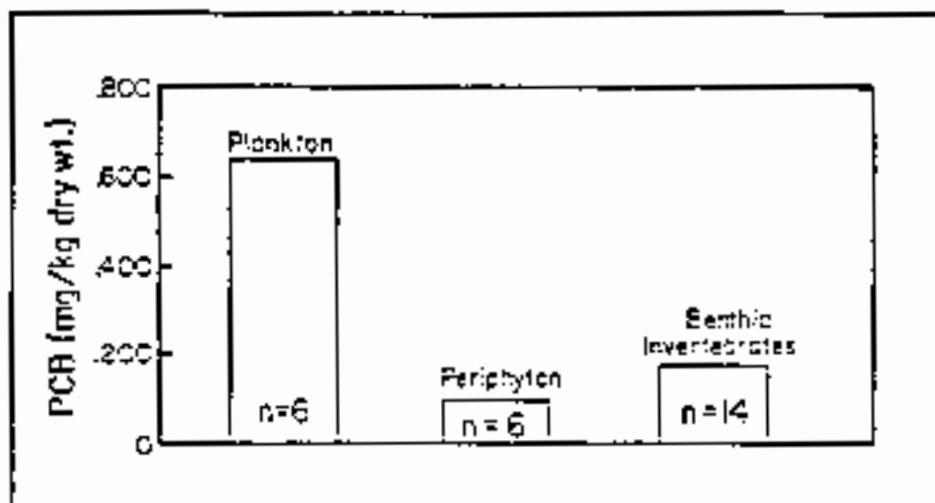 PCB (mg/kg dry wt.)
.800
.600
.400
.200
0
Plankton
n=6
Periphyton
n = 6
Benthic
Invertebrates
n=14